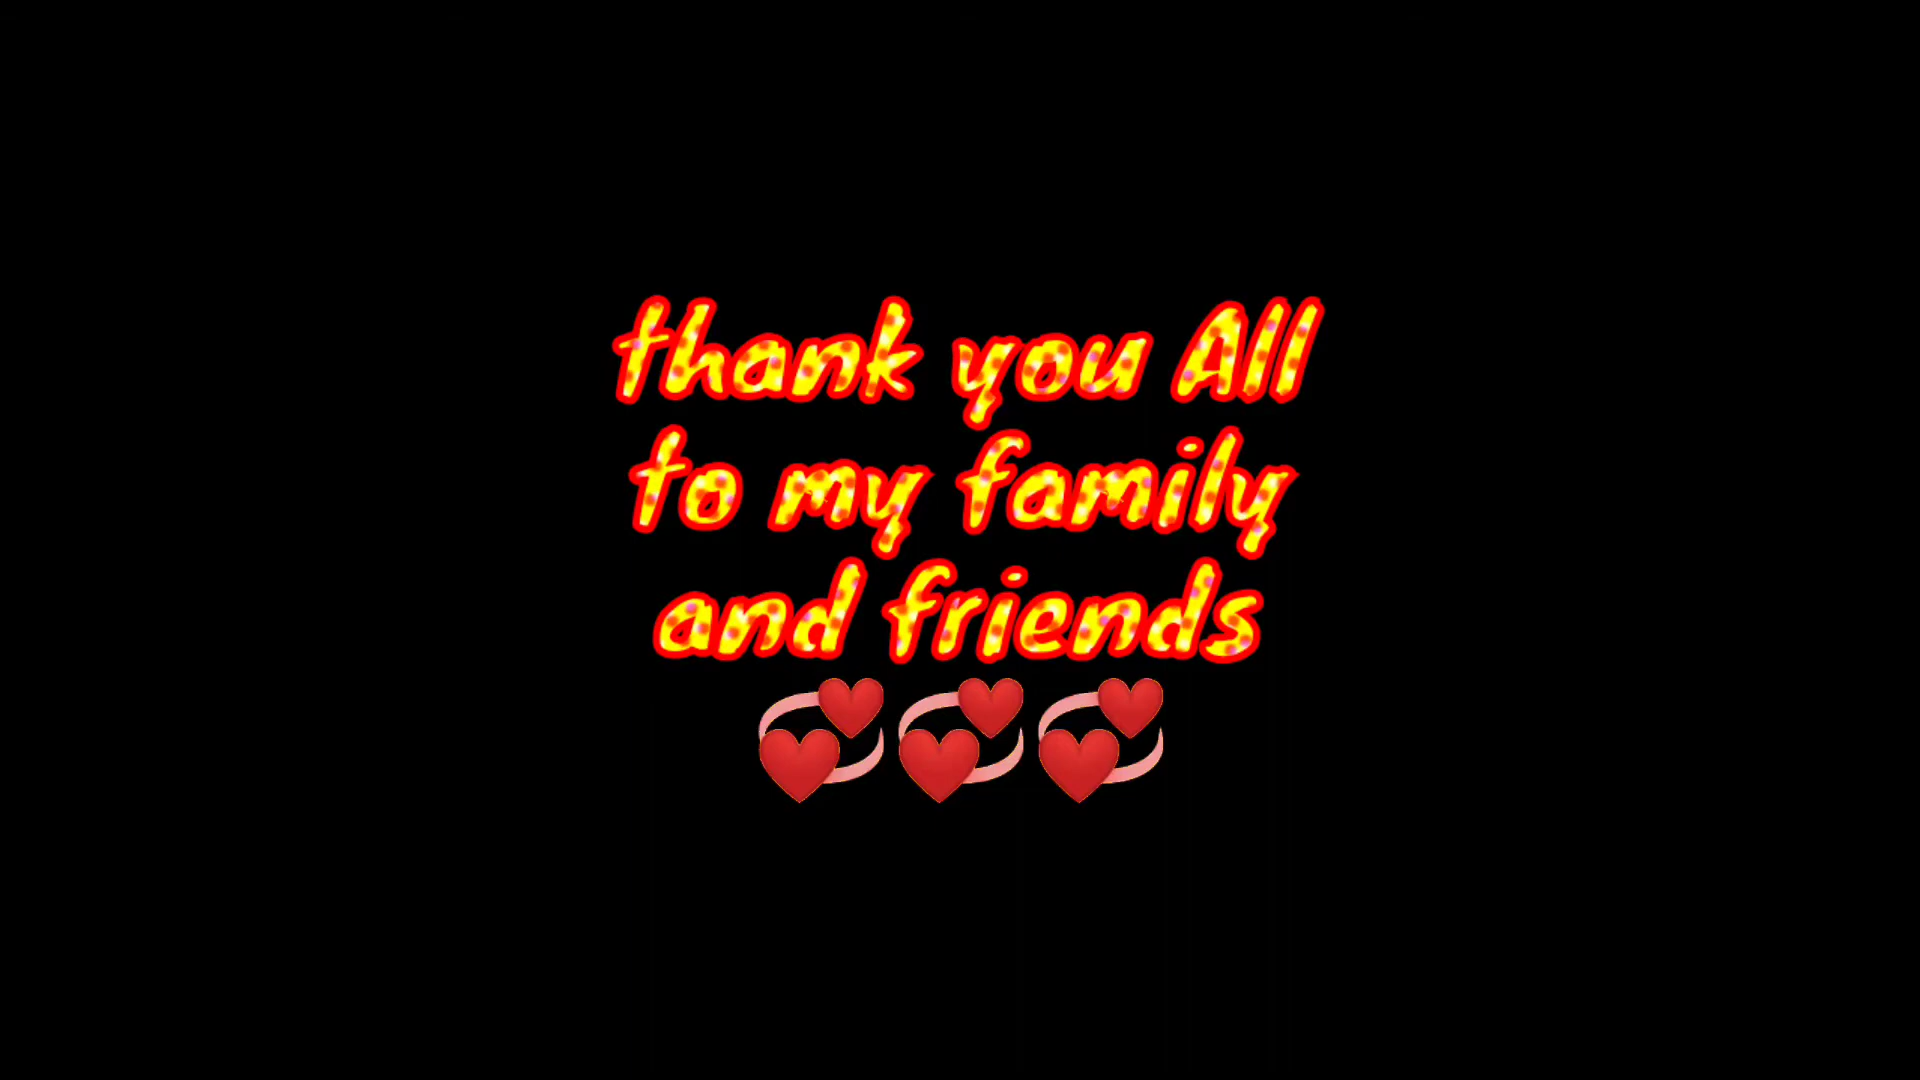 thank you All
to my family
and friends
💞💞💞